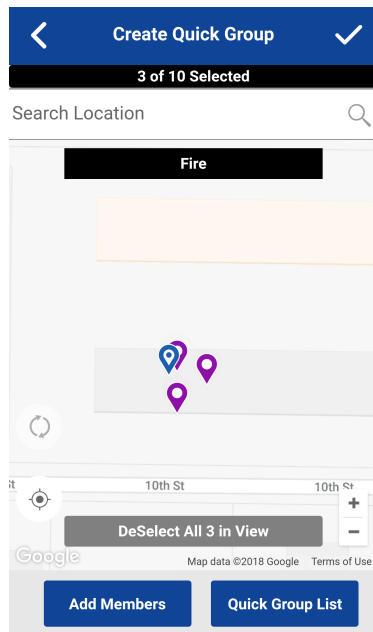 Create Quick Group
3 of 10 Selected
Search Location
Fire
St 10th St 10th St
+
DeSelect All 3 in View
−
Google Map data ©2018 Google Terms of Use
Add Members Quick Group List